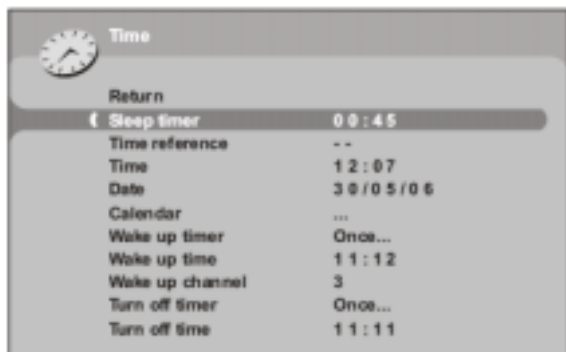 Time
Return
Sleep timer 00:45
Time reference --
Time 12:07
Date 30/05/06
Calendar ...
Wake up timer Once...
Wake up time 11:12
Wake up channel 3
Turn off timer Once...
Turn off time 11:11